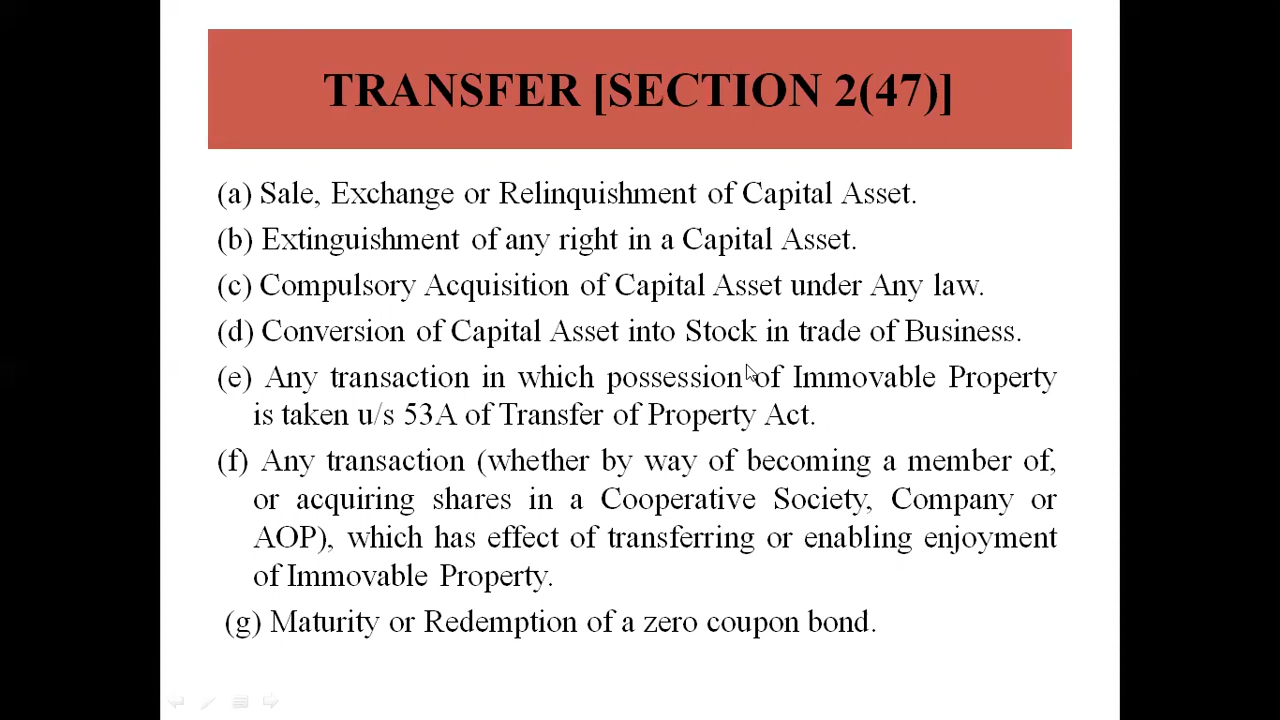 TRANSFER [SECTION 2(47)]
(a) Sale, Exchange or Relinquishment of Capital Asset.
(b) Extinguishment of any right in a Capital Asset.
(c) Compulsory Acquisition of Capital Asset under Any law.
(d) Conversion of Capital Asset into Stock in trade of Business.
(e) Any transaction in which possession of Immovable Property
is taken u/s 53A of Transfer of Property Act.
(f) Any transaction (whether by way of becoming a member of,
or acquiring shares in a Cooperative Society, Company or
AOP), which has effect of transferring or enabling enjoyment
of Immovable Property.
(g) Maturity or Redemption of a zero coupon bond.